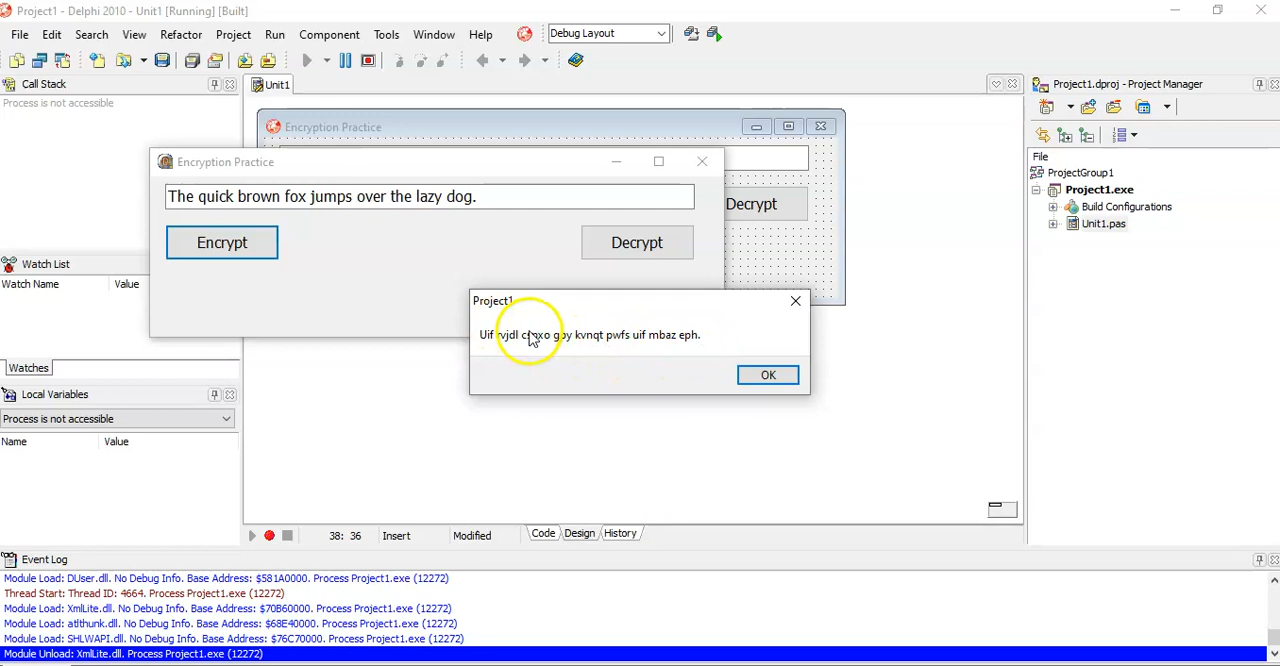 Project1 - Delphi 2010 - Unit1 [Running] [Built]
File Edit Search View Refactor Project Run Component Tools Window Help
Debug Layout
Call Stack
Process is not accessible
Unit1
Project1.dproj - Project Manager
File
ProjectGroup1
Project1.exe
Build Configurations
Unit1.pas
Encryption Practice
Decrypt
Encryption Practice
The quick brown fox jumps over the lazy dog.
Encrypt Decrypt
Project1
Uif kvnqt pwfs uif mbaz eph.
OK
Watch List
Watch Name Value
Watches
Local Variables
Process is not accessible
Name Value
38: 36 Insert Modified Code Design History
Event Log
Module Load: DUser.dll. No Debug Info. Base Address: $581A0000. Process Project1.exe (12272)
Thread Start: Thread ID: 4664. Process Project1.exe (12272)
Module Load: XmlLite.dll. No Debug Info. Base Address: $70B60000. Process Project1.exe (12272)
Module Load: atlthunk.dll. No Debug Info. Base Address: $68E40000. Process Project1.exe (12272)
Module Load: SHLWAPI.dll. No Debug Info. Base Address: $76C70000. Process Project1.exe (12272)
Module Unload: XmlLite.dll. Process Project1.exe (12272)